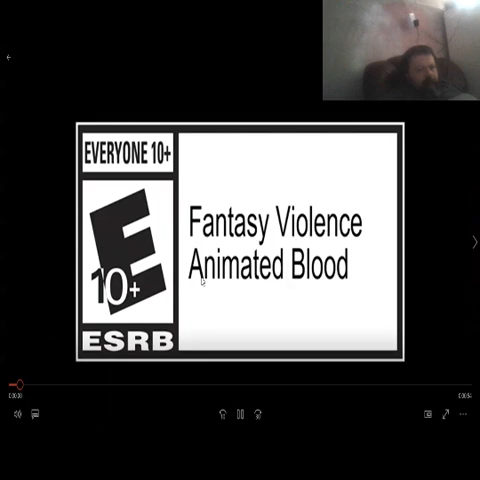 EVERYONE 10+
E
10+
ESRB
Fantasy Violence
Animated Blood